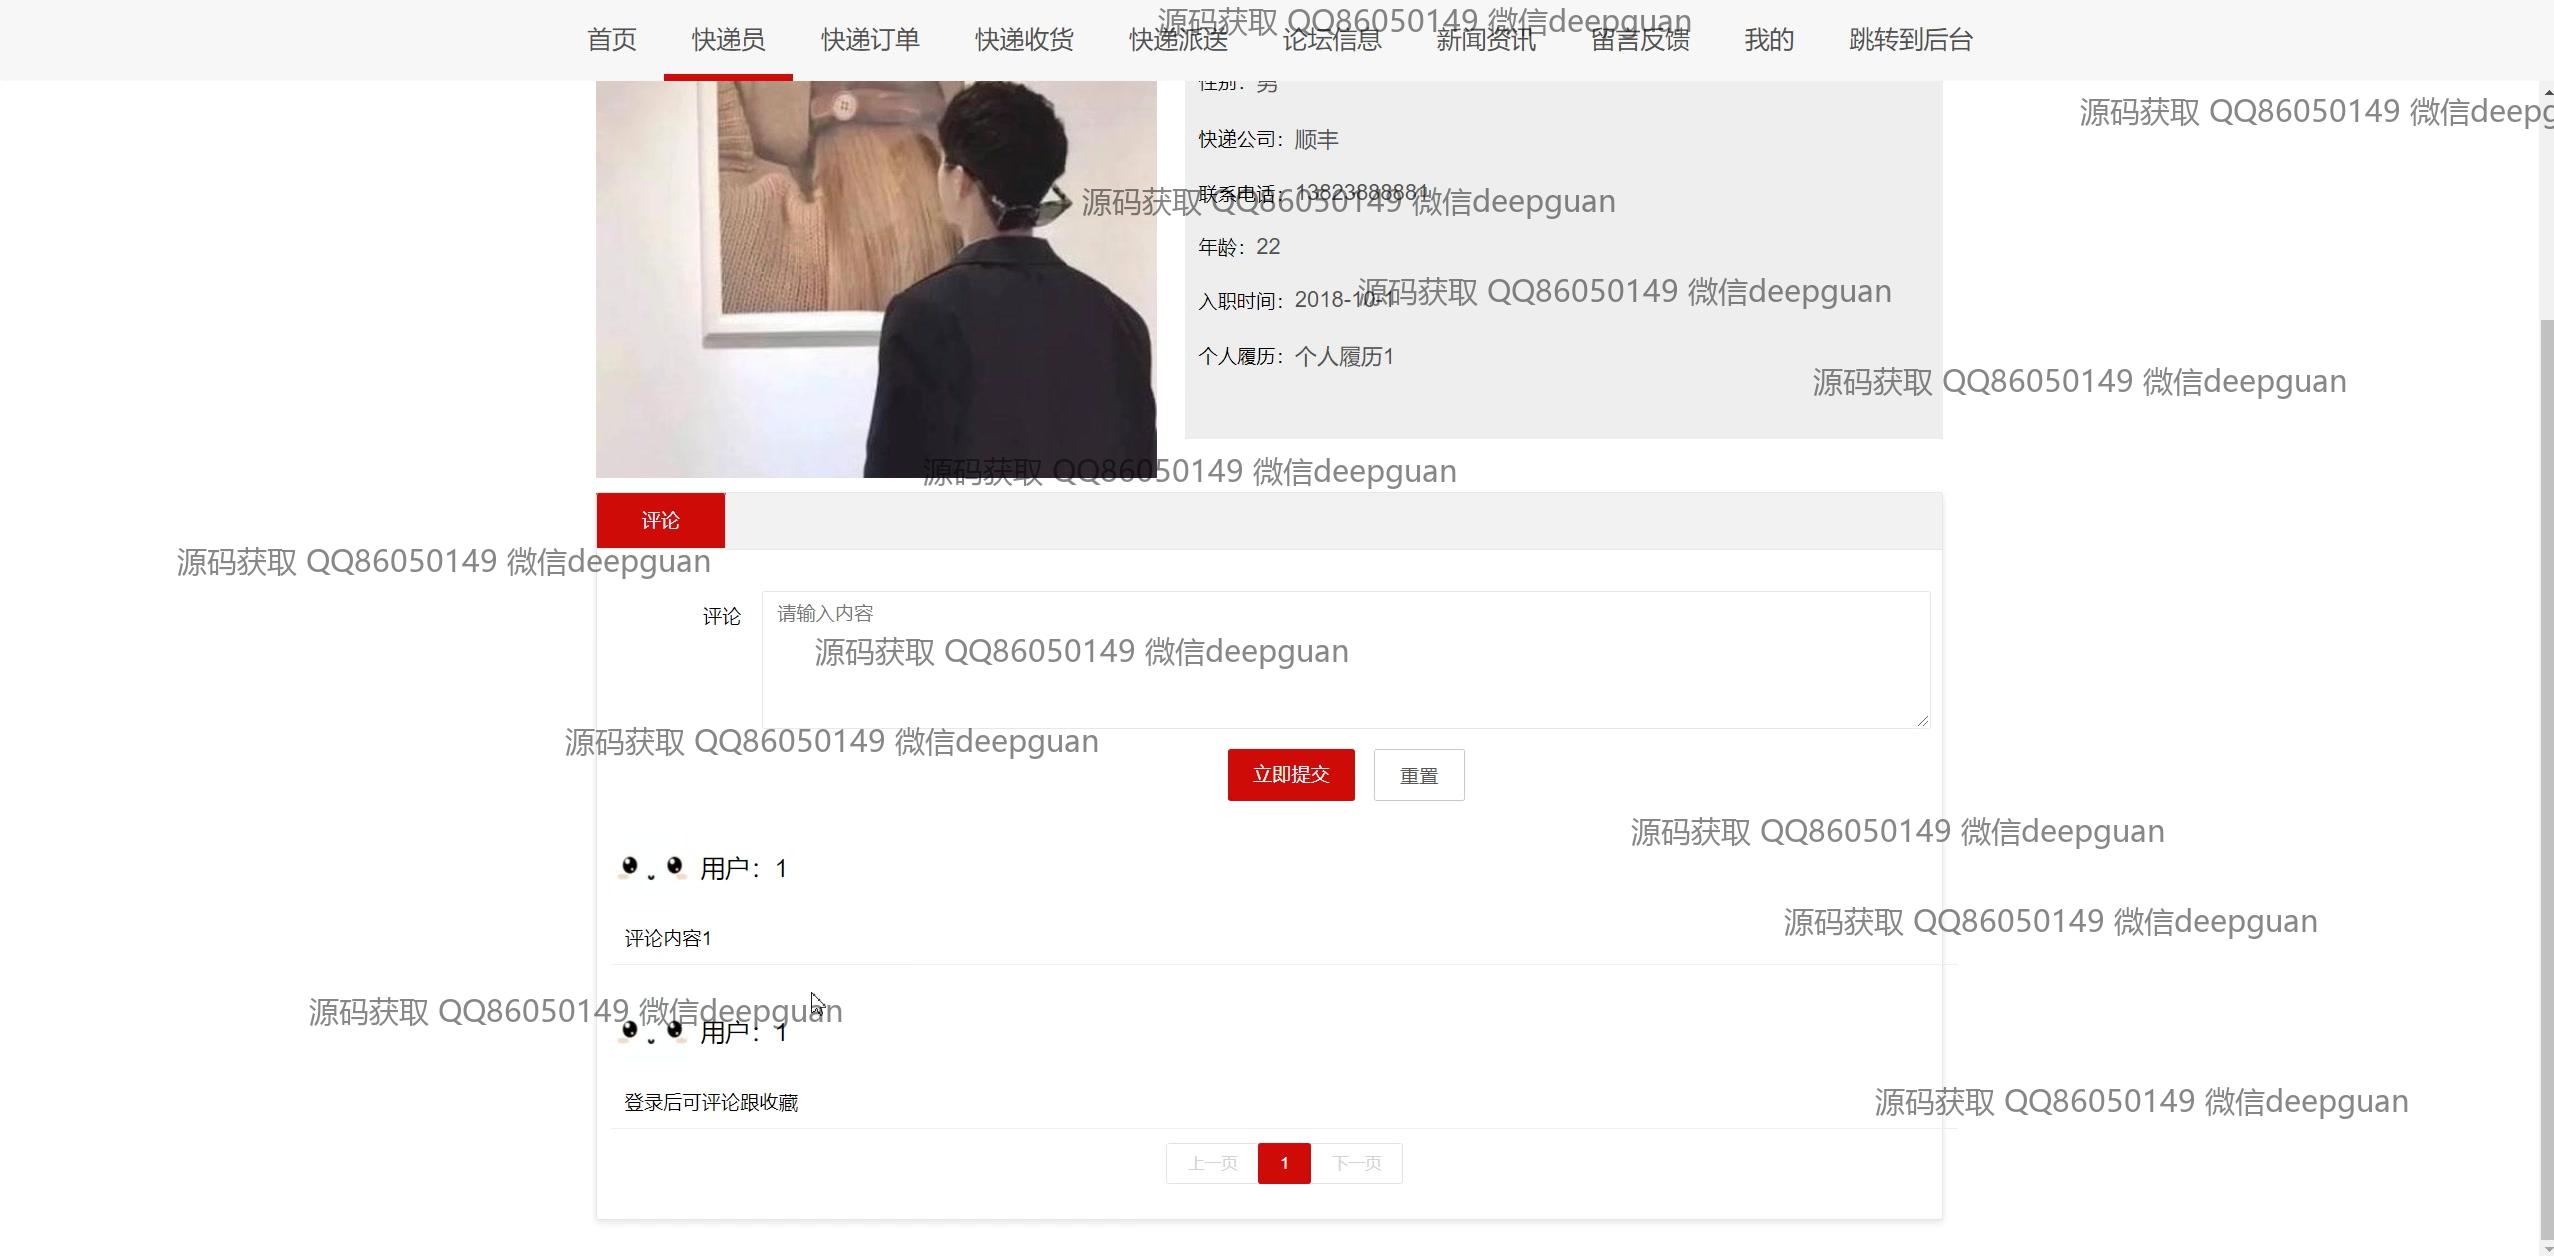 首页 快递员 快递订单 快递收货 快递派送 论坛信息 新闻资讯 留言反馈 我的 跳转到后台
源码获取 QQ86050149 微信deepguan
性别：男
源码获取 QQ86050149 微信deepg
快递公司：顺丰
联系电话：13823888881
源码获取 QQ86050149 微信deepguan
年龄：22
入职时间：2018-10-1
源码获取 QQ86050149 微信deepguan
个人履历：个人履历1
源码获取 QQ86050149 微信deepguan
源码获取 QQ86050149 微信deepguan
评论
源码获取 QQ86050149 微信deepguan
评论 请输入内容
源码获取 QQ86050149 微信deepguan
源码获取 QQ86050149 微信deepguan
立即提交 重置
源码获取 QQ86050149 微信deepguan
用户：1
源码获取 QQ86050149 微信deepguan
评论内容1
源码获取 QQ86050149 微信deepguan
用户：1
登录后可评论跟收藏
源码获取 QQ86050149 微信deepguan
上一页 1 下一页